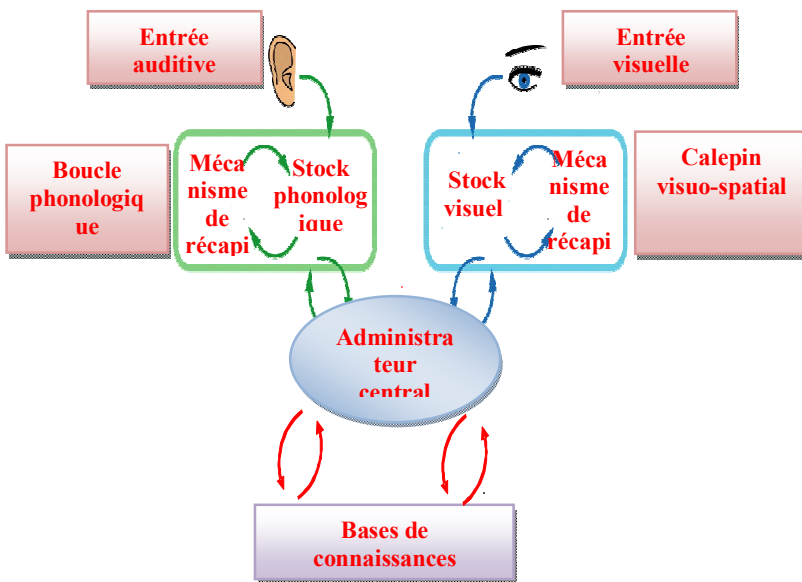 Entrée
auditive
Entrée
visuelle
Boucle
phonologiq
ue
Méca
nisme
de
récapi
Stock
phonolog
ique
Stock
visuel
Méca
nisme
de
récapi
Calepin
visuo-spatial
Administra
teur
central
Bases de
connaissances